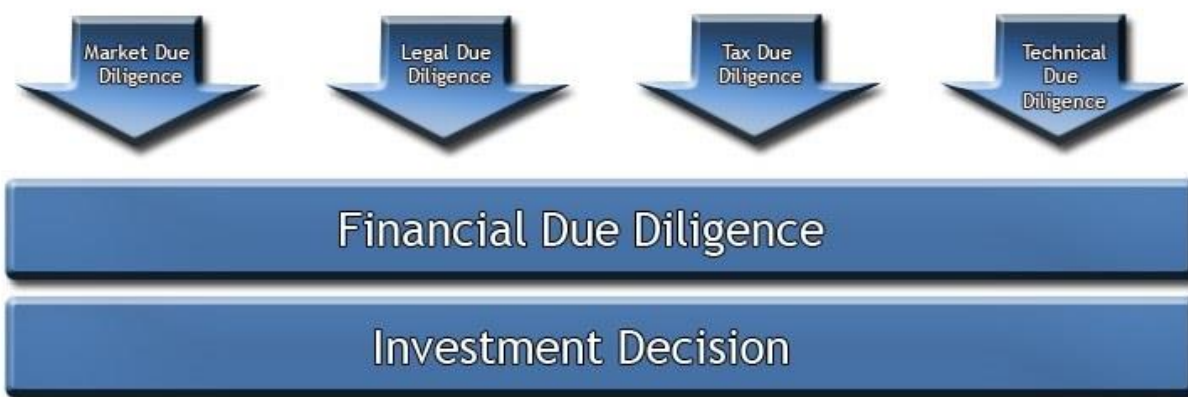 Market Due
Diligence
Legal Due
Diligence
Tax Due
Diligence
Technical
Due
Diligence
Financial Due Diligence
Investment Decision